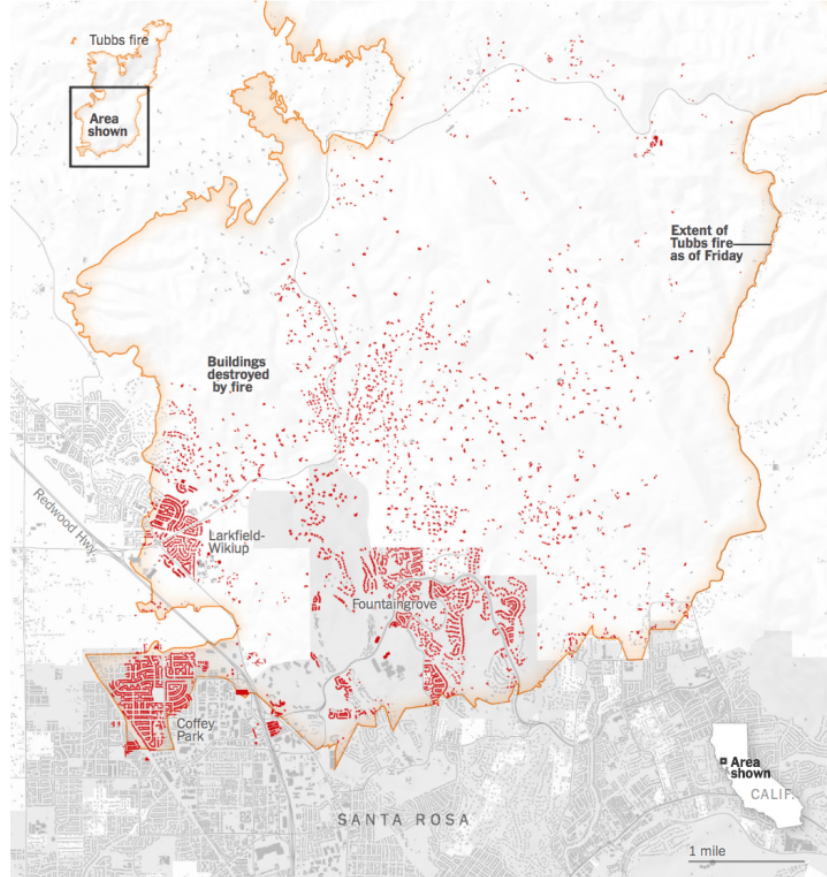 Tubbs fire
Area
shown
Extent of
Tubbs fire
as of Friday
Buildings
destroyed
by fire
Redwood Hwy.
Larkfield-
Wikiup
Fountaingrove
Coffey
Park
Area
shown
CALIF.
SANTA ROSA
1 mile